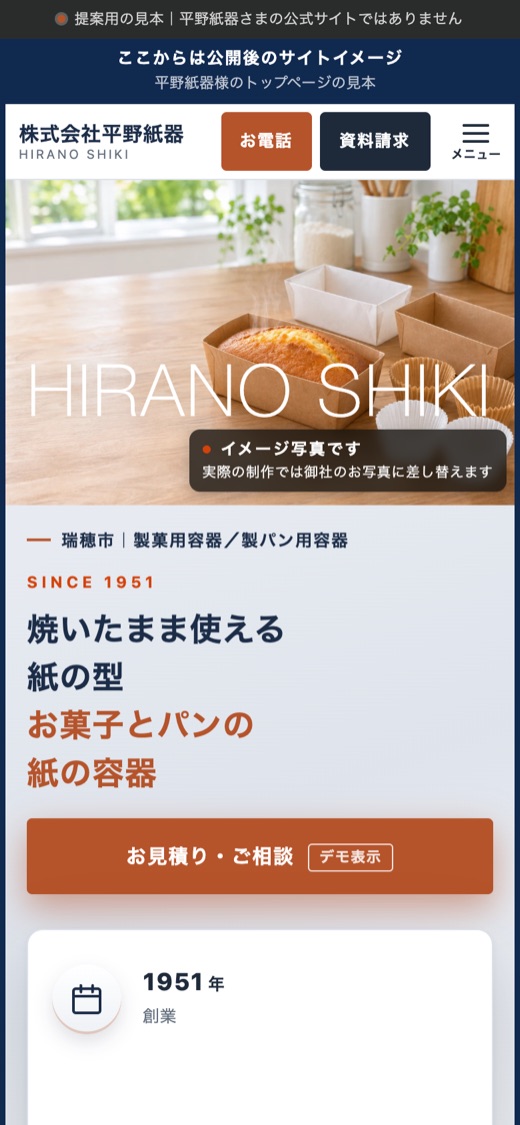 提案用の見本｜平野紙器さまの公式サイトではありません
ここからは公開後のサイトイメージ
平野紙器様のトップページの見本
株式会社平野紙器
HIRANO SHIKI
お電話
資料請求
メニュー
HIRANO SHIKI
イメージ写真です
実際の制作では御社のお写真に差し替えます
瑞穂市｜製菓用容器／製パン用容器
SINCE 1951
焼いたまま使える
紙の型
お菓子とパンの
紙の容器
お見積り・ご相談 デモ表示
1951年
創業